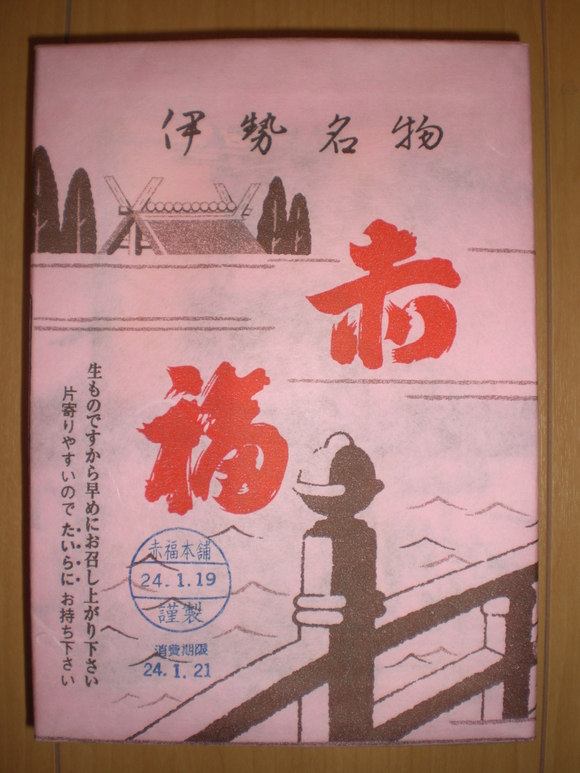 伊勢名物
赤福
生ものですから早めにお召し上がり下さい
片寄りやすいのでたいらにお持ち下さい
赤福本舗
24.1.19
謹製
消費期限
24.1.21